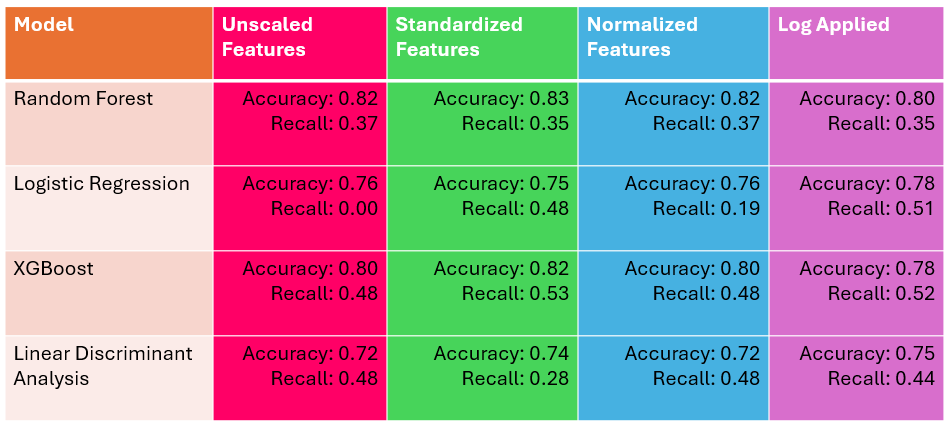 Model
Unscaled
Features
Standardized
Features
Normalized
Features
Log Applied
Random Forest
Accuracy: 0.82
Recall: 0.37
Accuracy: 0.83
Recall: 0.35
Accuracy: 0.82
Recall: 0.37
Accuracy: 0.80
Recall: 0.35
Logistic Regression
Accuracy: 0.76
Recall: 0.00
Accuracy: 0.75
Recall: 0.48
Accuracy: 0.76
Recall: 0.19
Accuracy: 0.78
Recall: 0.51
XGBoost
Accuracy: 0.80
Recall: 0.48
Accuracy: 0.82
Recall: 0.53
Accuracy: 0.80
Recall: 0.48
Accuracy: 0.78
Recall: 0.52
Linear Discriminant
Analysis
Accuracy: 0.72
Recall: 0.48
Accuracy: 0.74
Recall: 0.28
Accuracy: 0.72
Recall: 0.48
Accuracy: 0.75
Recall: 0.44